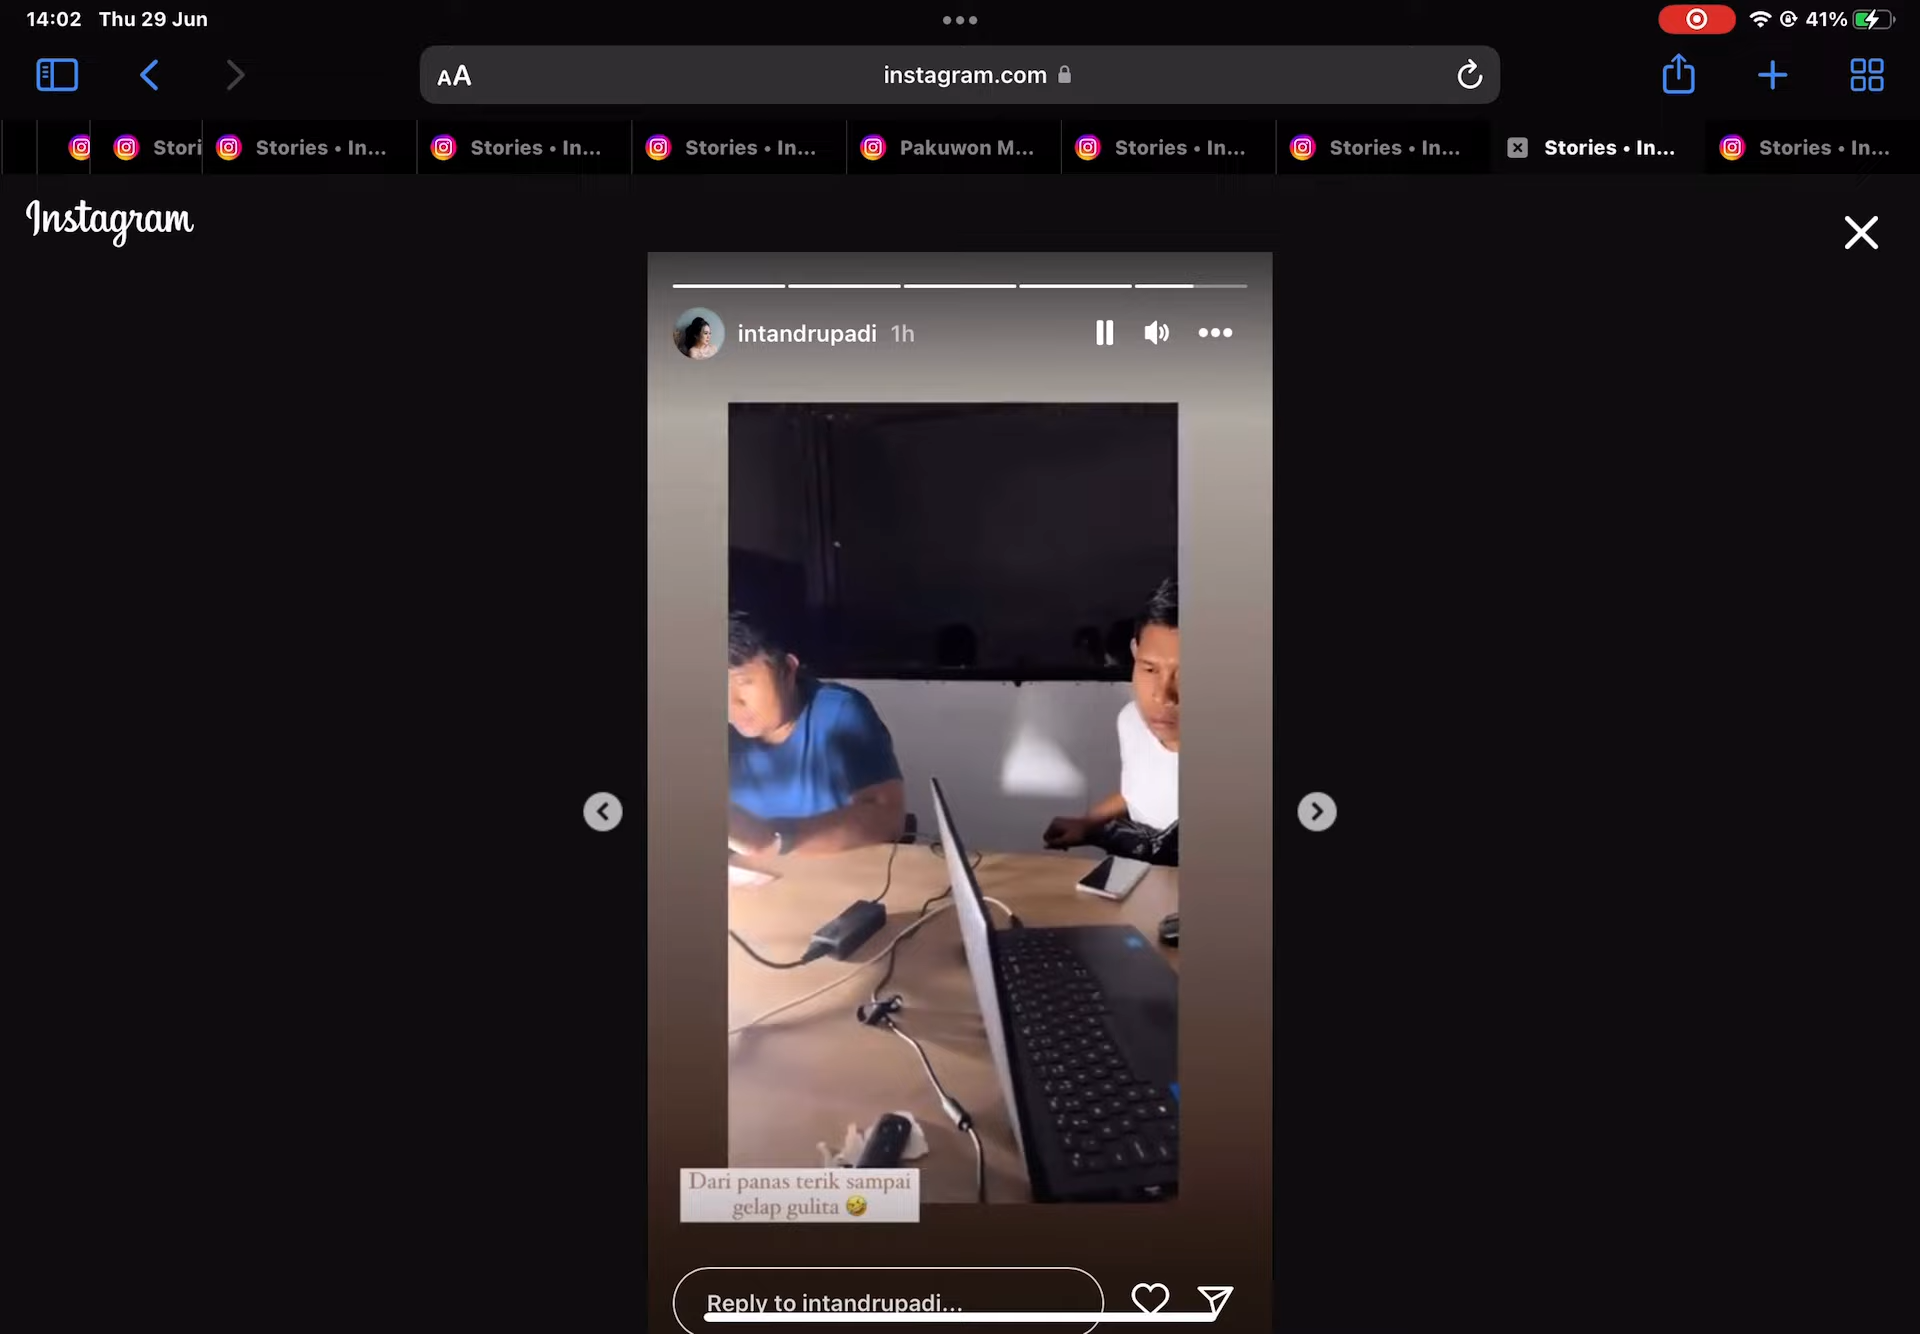 14:02 Thu 29 Jun
41%
AA instagram.com
Stori
Stories • In...
Stories • In...
Stories • In...
Pakuwon M...
Stories • In...
Stories • In...
Stories • In...
Stories • In...
Instagram
intandrupadi 1h
Dari panas terik sampai
gelap gulita 🤣
Reply to intandrupadi...